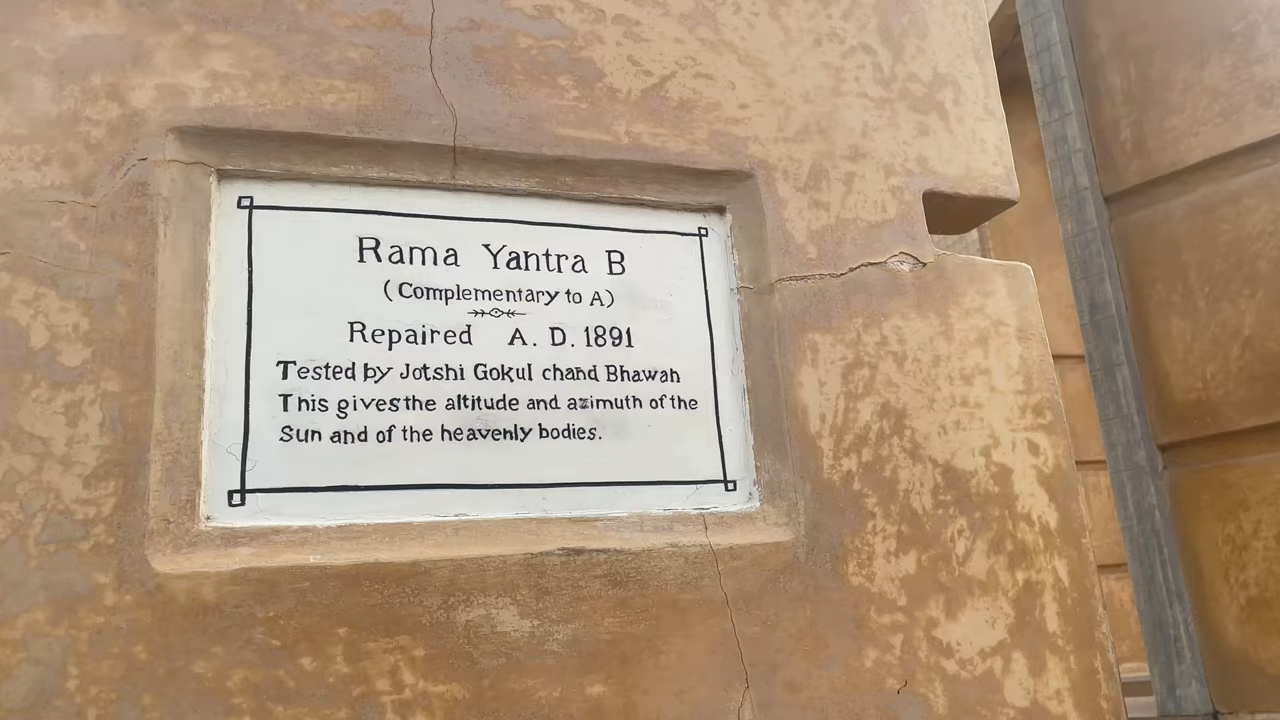 Rama Yantra B
(Complementary to A)
Repaired A. D. 1891
Tested by Jotshi Gokul chand Bhawan
This gives the altitude and azimuth of the
Sun and of the heavenly bodies.